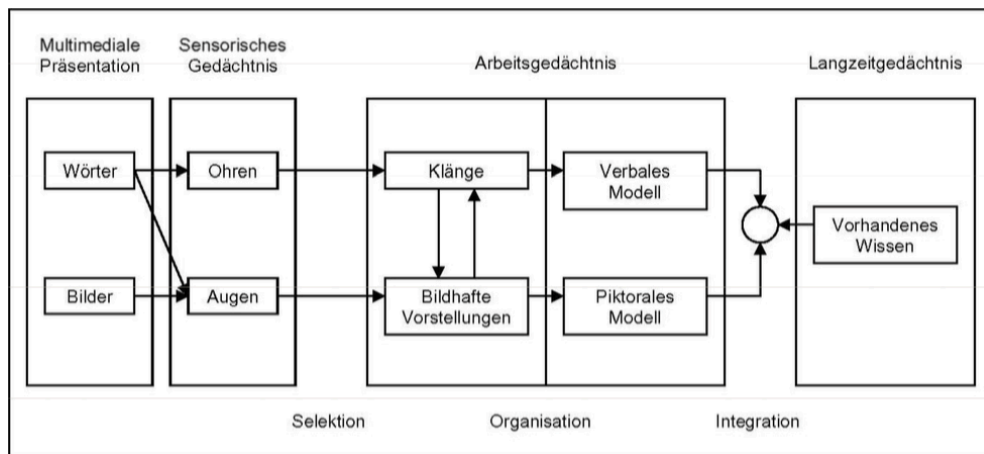 Multimediale
Präsentation
Sensorisches
Gedächtnis
Arbeitsgedächtnis
Langzeitgedächtnis
Wörter
Ohren
Klänge
Verbales
Modell
Vorhandenes
Wissen
Bilder
Augen
Bildhafte
Vorstellungen
Piktorales
Modell
Selektion
Organisation
Integration